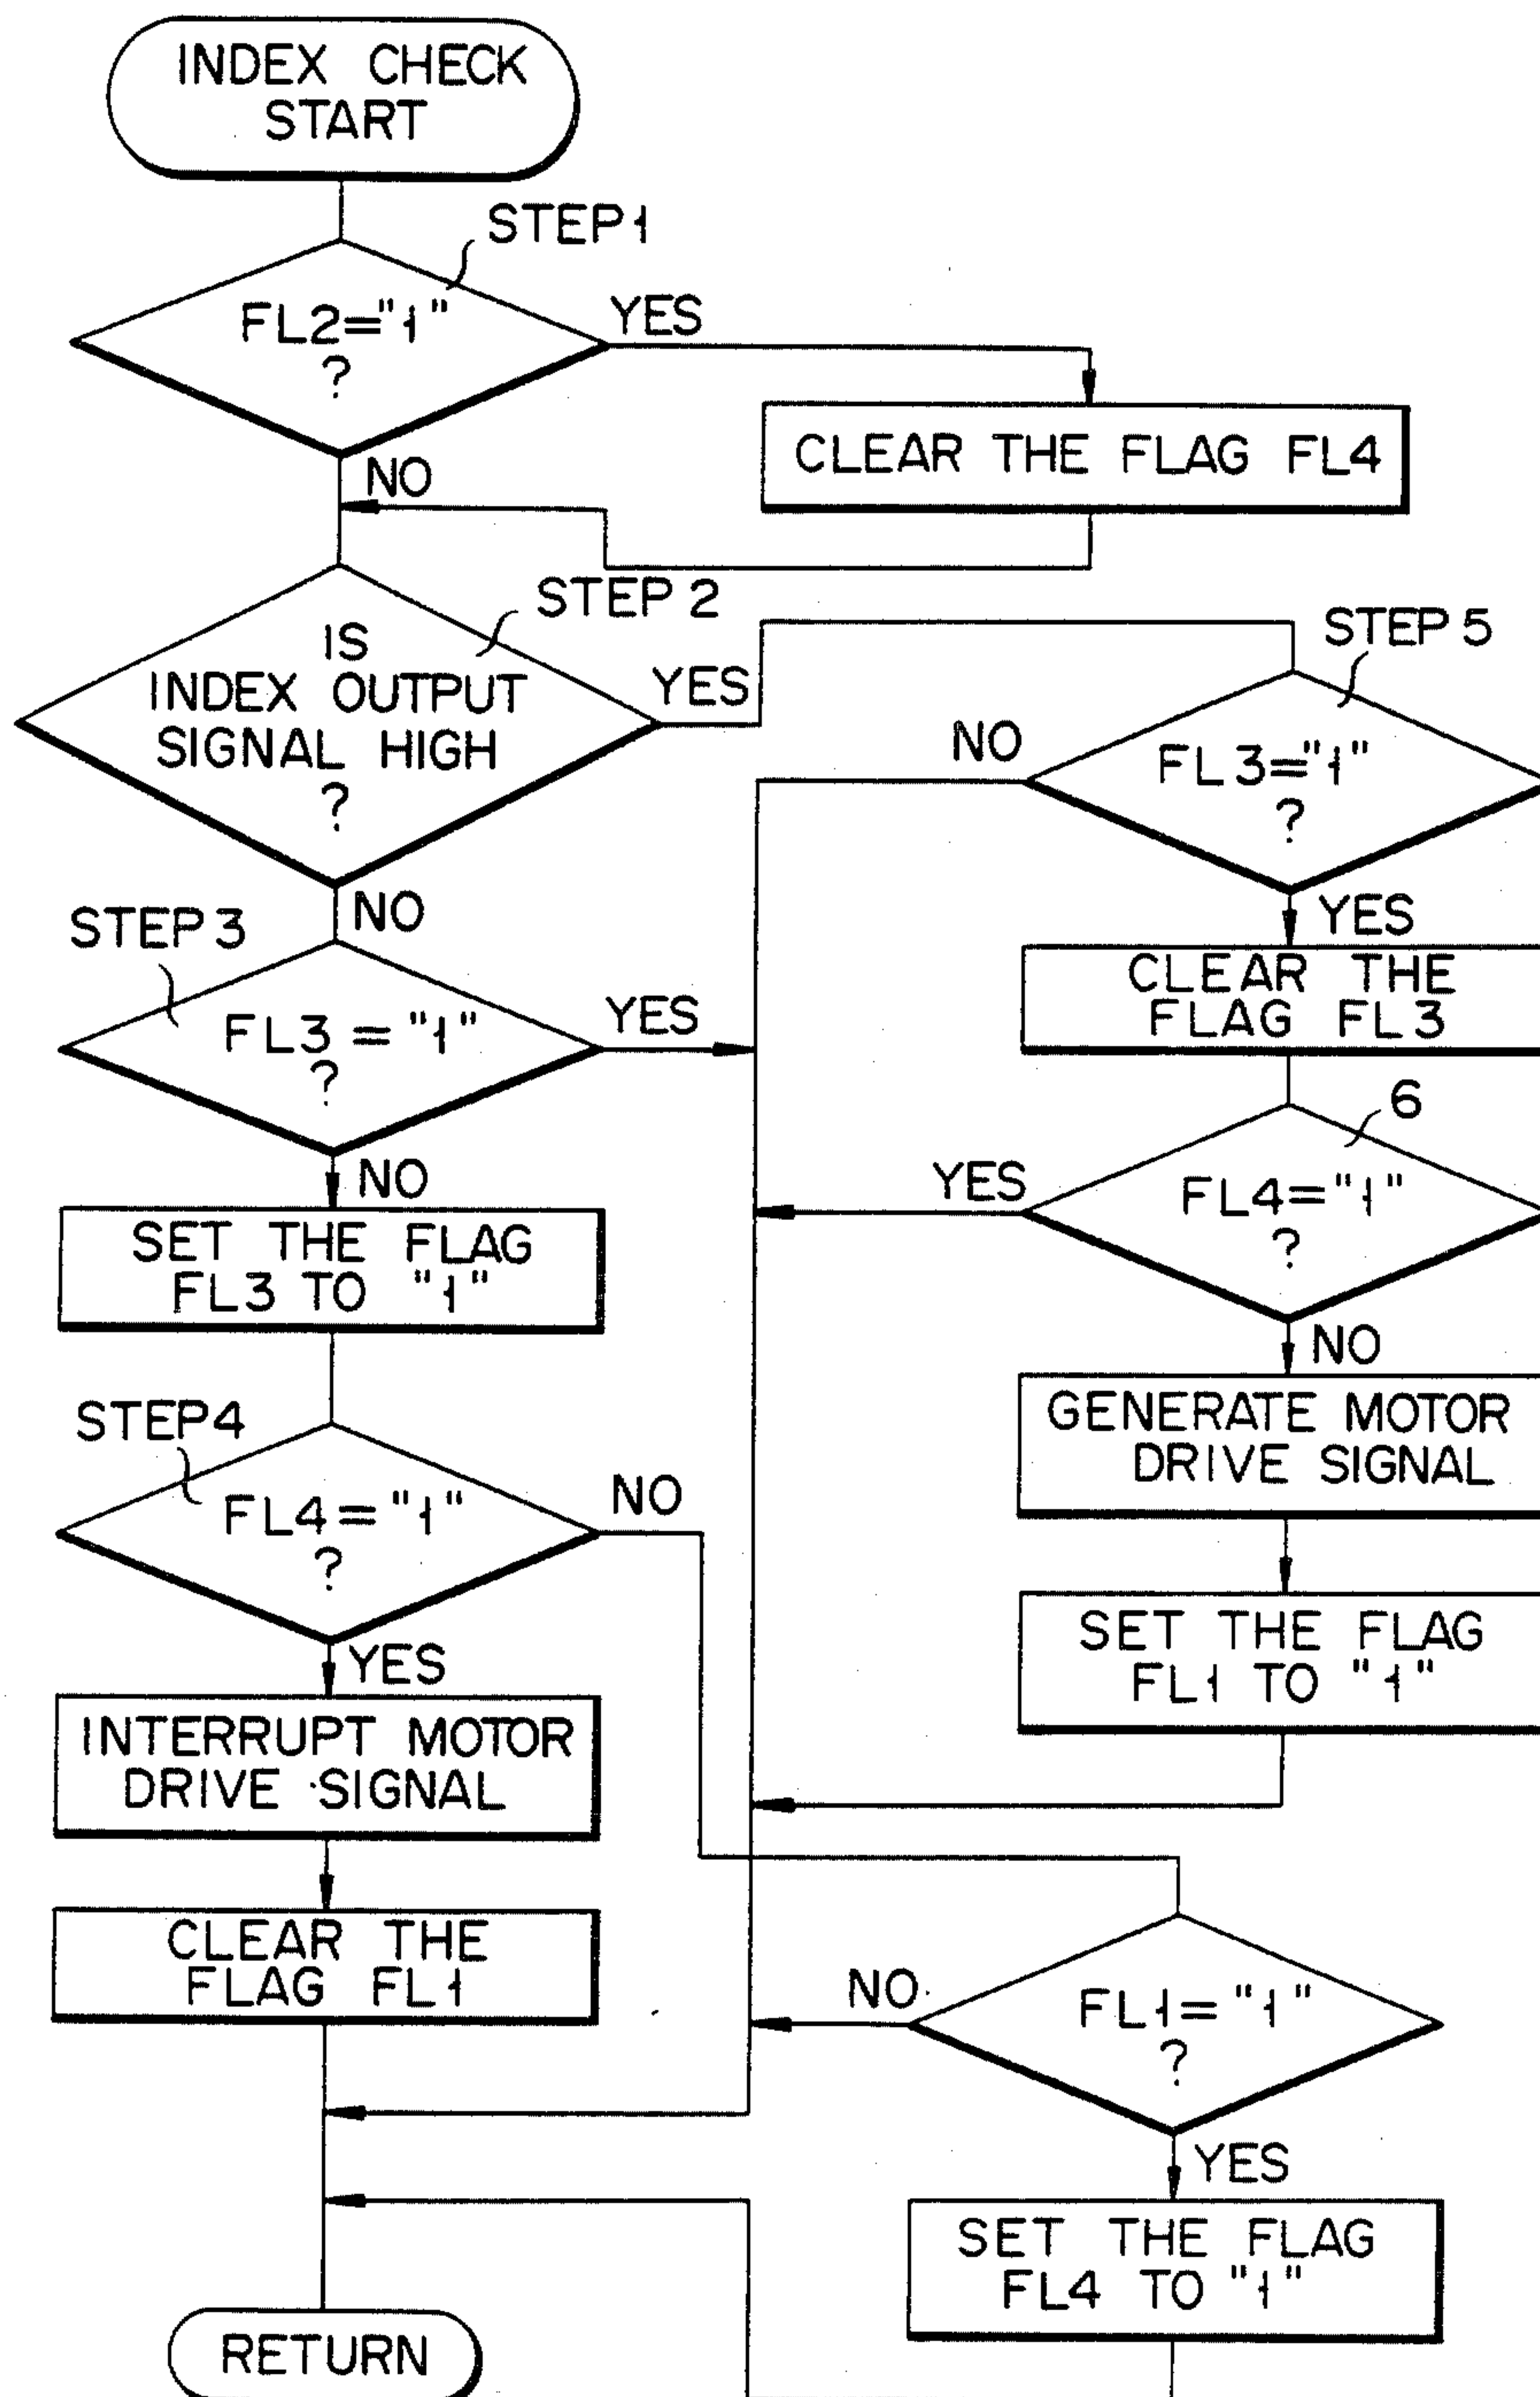 INDEX CHECK
START
STEP 1
FL2="1"
?
YES
CLEAR THE FLAG FL4
NO
STEP 2
IS
INDEX OUTPUT
SIGNAL HIGH
?
YES
STEP 5
FL3="1"
?
NO
YES
CLEAR THE
FLAG FL3
6
FL4="1"
?
YES
NO
GENERATE MOTOR
DRIVE SIGNAL
SET THE FLAG
FL1 TO "1"
NO
STEP 3
FL3="1"
?
YES
NO
SET THE FLAG
FL3 TO "1"
STEP 4
FL4="1"
?
NO
YES
INTERRUPT MOTOR
DRIVE SIGNAL
CLEAR THE
FLAG FL1
FL1="1"
?
NO
YES
SET THE FLAG
FL4 TO "1"
RETURN